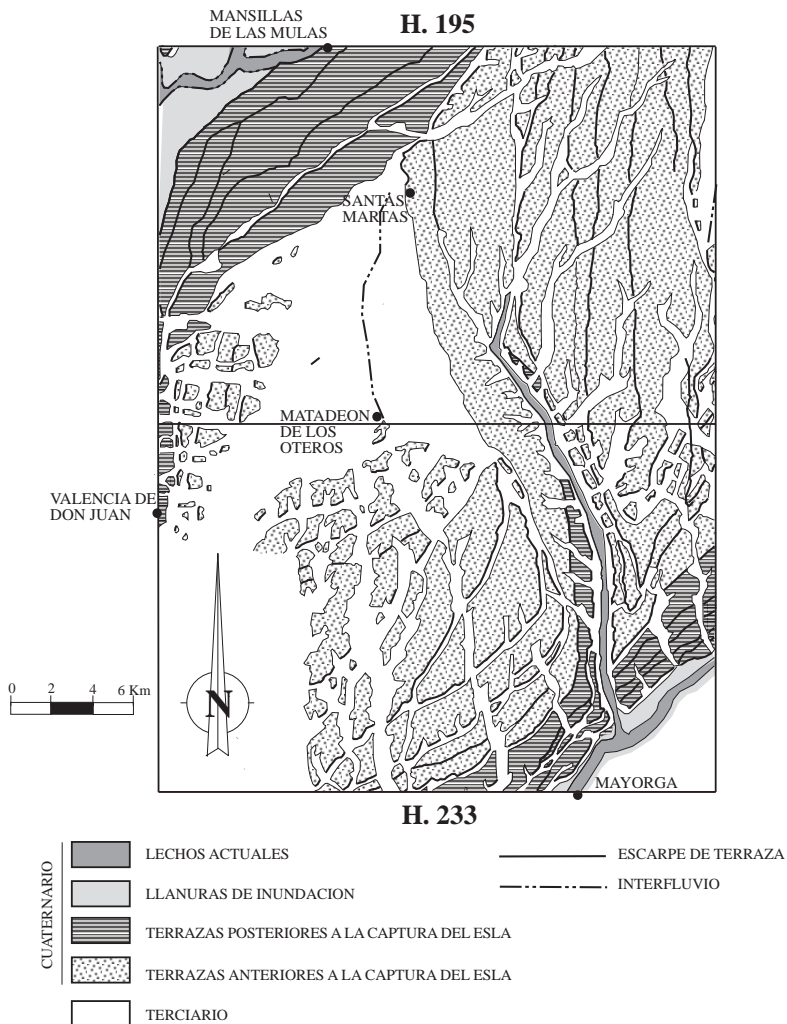 MANSILLAS
DE LAS MULAS
H. 195
SANTAS
MARTAS
MATADEON
DE LOS
OTEROS
VALENCIA DE
DON JUAN
N
0 2 4 6 Km
MAYORGA
H. 233
CUATERNARIO
LECHOS ACTUALES
LLANURAS DE INUNDACION
TERRAZAS POSTERIORES A LA CAPTURA DEL ESLA
TERRAZAS ANTERIORES A LA CAPTURA DEL ESLA
TERCIARIO
ESCARPE DE TERRAZA
INTERFLUVIO